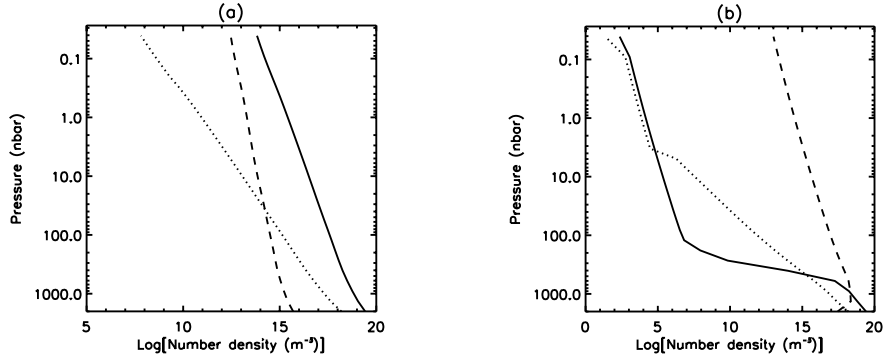 (a)
Pressure (nbar)
0.1
1.0
10.0
100.0
1000.0
5 10 15 20
Log[Number density (m⁻³)]
(b)
Pressure (nbar)
0.1
1.0
10.0
100.0
1000.0
0 5 10 15 20
Log[Number density (m⁻³)]